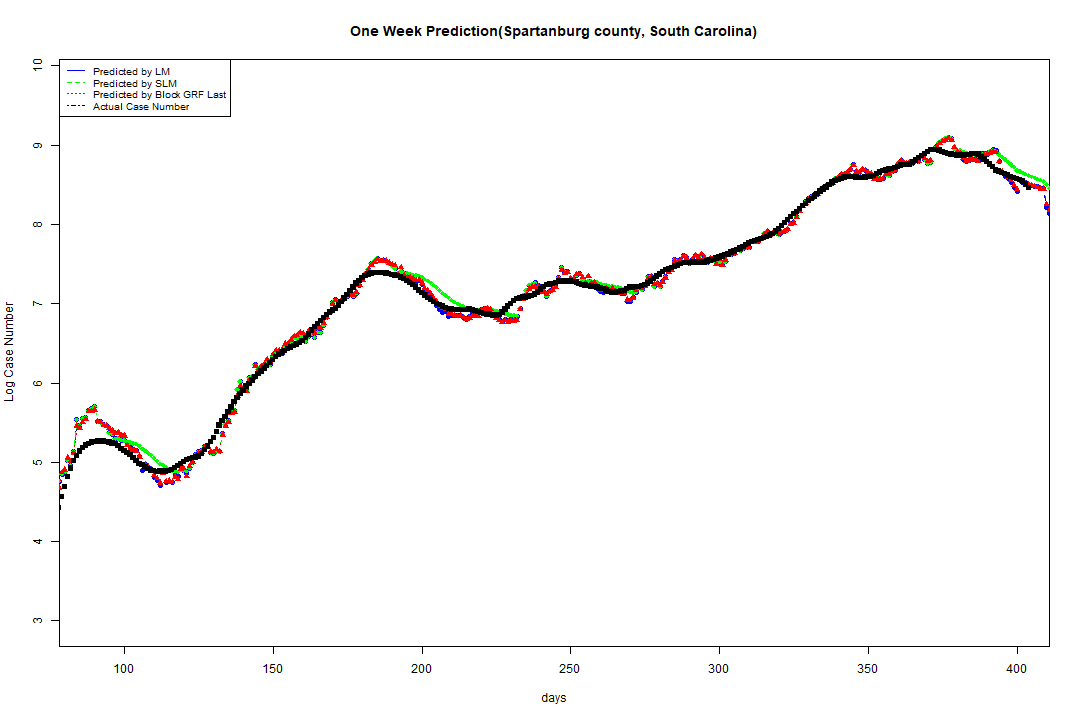 One Week Prediction(Spartanburg county, South Carolina)
Predicted by LM
Predicted by SLM
Predicted by Block GRF Last
Actual Case Number
10
9
8
7
6
5
4
3
Log Case Number
100 150 200 250 300 350 400
days